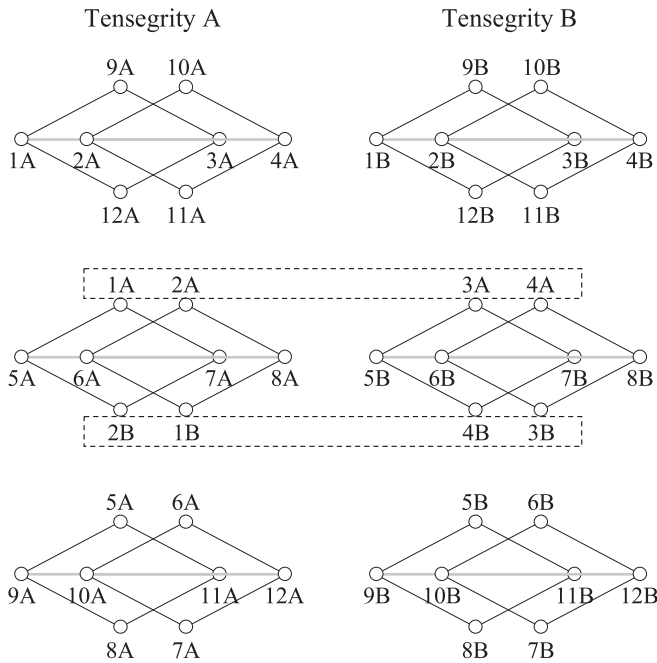 Tensegrity A Tensegrity B
9A 10A 9B 10B
1A 2A 3A 4A 1B 2B 3B 4B
12A 11A 12B 11B
1A 2A 3A 4A
5A 6A 7A 8A 5B 6B 7B 8B
2B 1B 4B 3B
5A 6A 5B 6B
9A 10A 11A 12A 9B 10B 11B 12B
8A 7A 8B 7B